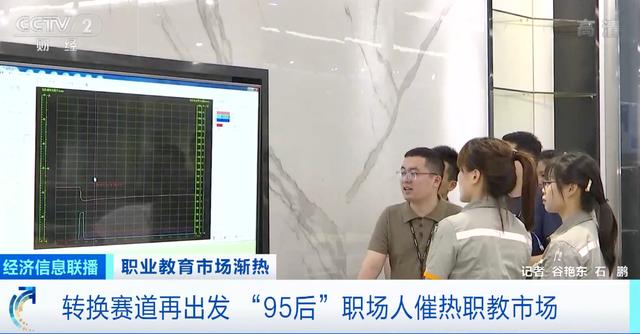 CCTV 2
财经
高清
记者 谷艳东 石 鹏
经济信息联播
职业教育市场渐热
转换赛道再出发 “95后”职场人催热职教市场